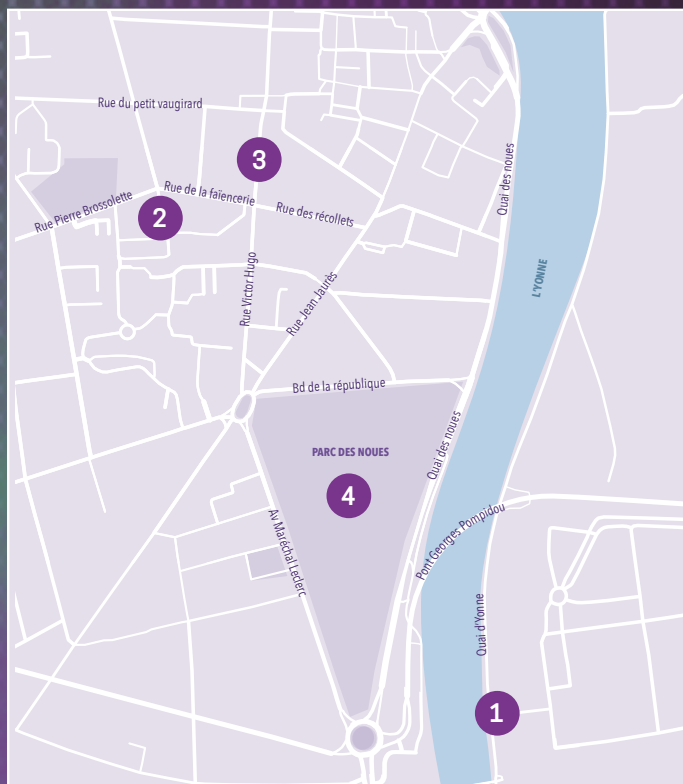 Rue du petit vaugirard
3
Rue de la faïencerie
Rue des récollets
Rue Pierre Brossolette
2
Quai des noues
L'YONNE
Rue Victor Hugo
Rue Jean Jaurès
Bd de la république
PARC DES NOUES
4
Quai des noues
Av Maréchal Leclerc
Pont Georges Pompidou
Quai d'Yonne
1